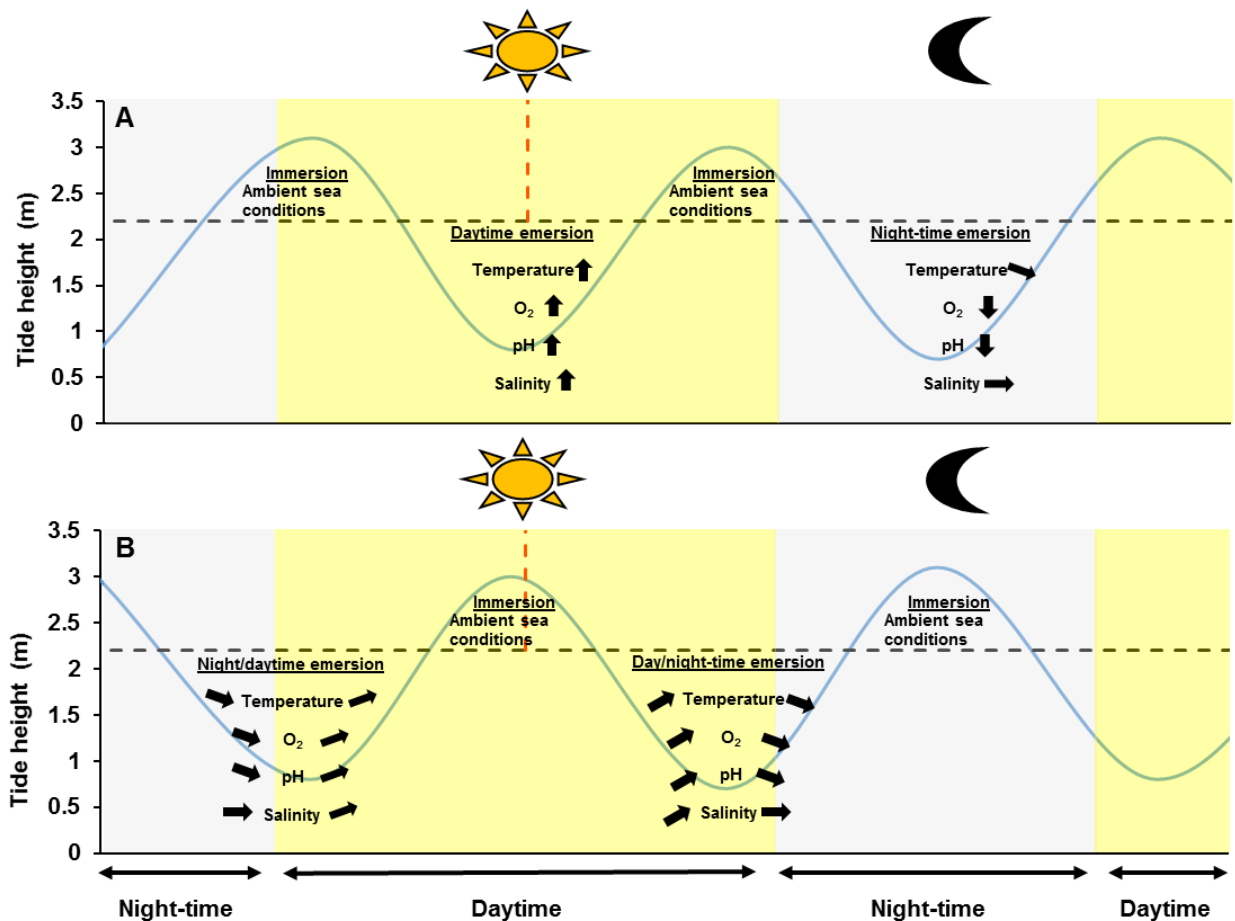 A
3.5
3
2.5
2
1.5
1
0.5
0
Tide height (m)
Immersion
Ambient sea
conditions
Daytime emersion
Temperature
O₂
pH
Salinity
Immersion
Ambient sea
conditions
Night-time emersion
Temperature
O₂
pH
Salinity
B
3.5
3
2.5
2
1.5
1
0.5
0
Tide height (m)
Night/daytime emersion
Temperature
O₂
pH
Salinity
Immersion
Ambient sea
conditions
Day/night-time emersion
Temperature
O₂
pH
Salinity
Immersion
Ambient sea
conditions
Night-time
Daytime
Night-time
Daytime